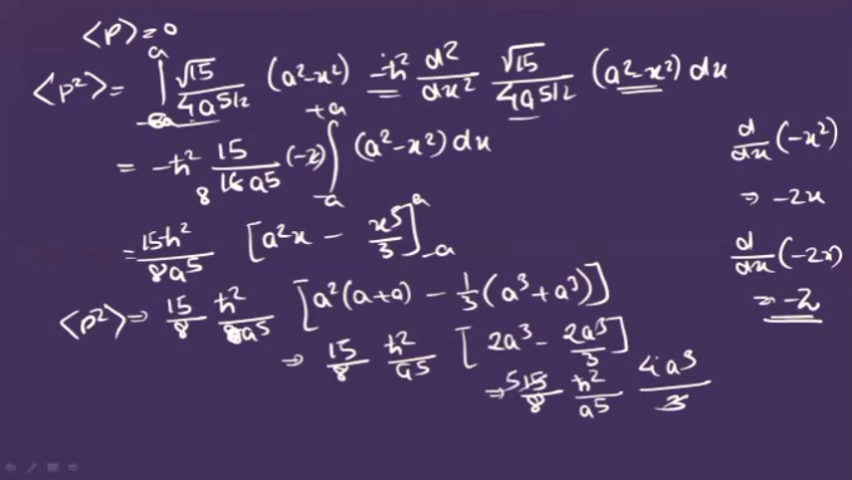 ⟨p⟩ = 0
⟨p²⟩ = ∫_{-a}^{a} √15/(4a^{5/2}) (a²-x²) -ħ² d²/dx² √15/(4a^{5/2}) (a²-x²) dx
= -ħ² 15/(16a⁵) 8 (-2) ∫_{-a}^{+a} (a²-x²) dx
= 15ħ²/(8a⁵) [a²x - x⁵/3]_{-a}^{a}
⟨p²⟩ ⇒ 15/8 ħ²/a⁵ [a²(a+a) - 1/3(a³+a³)]
⇒ 15/8 ħ²/a⁵ [2a³ - 2a³/3]
⇒ 5 15/8 ħ²/a⁵ 4a³/3
d/dx (-x²)
⇒ -2x
d/dx (-2x)
⇒ -2